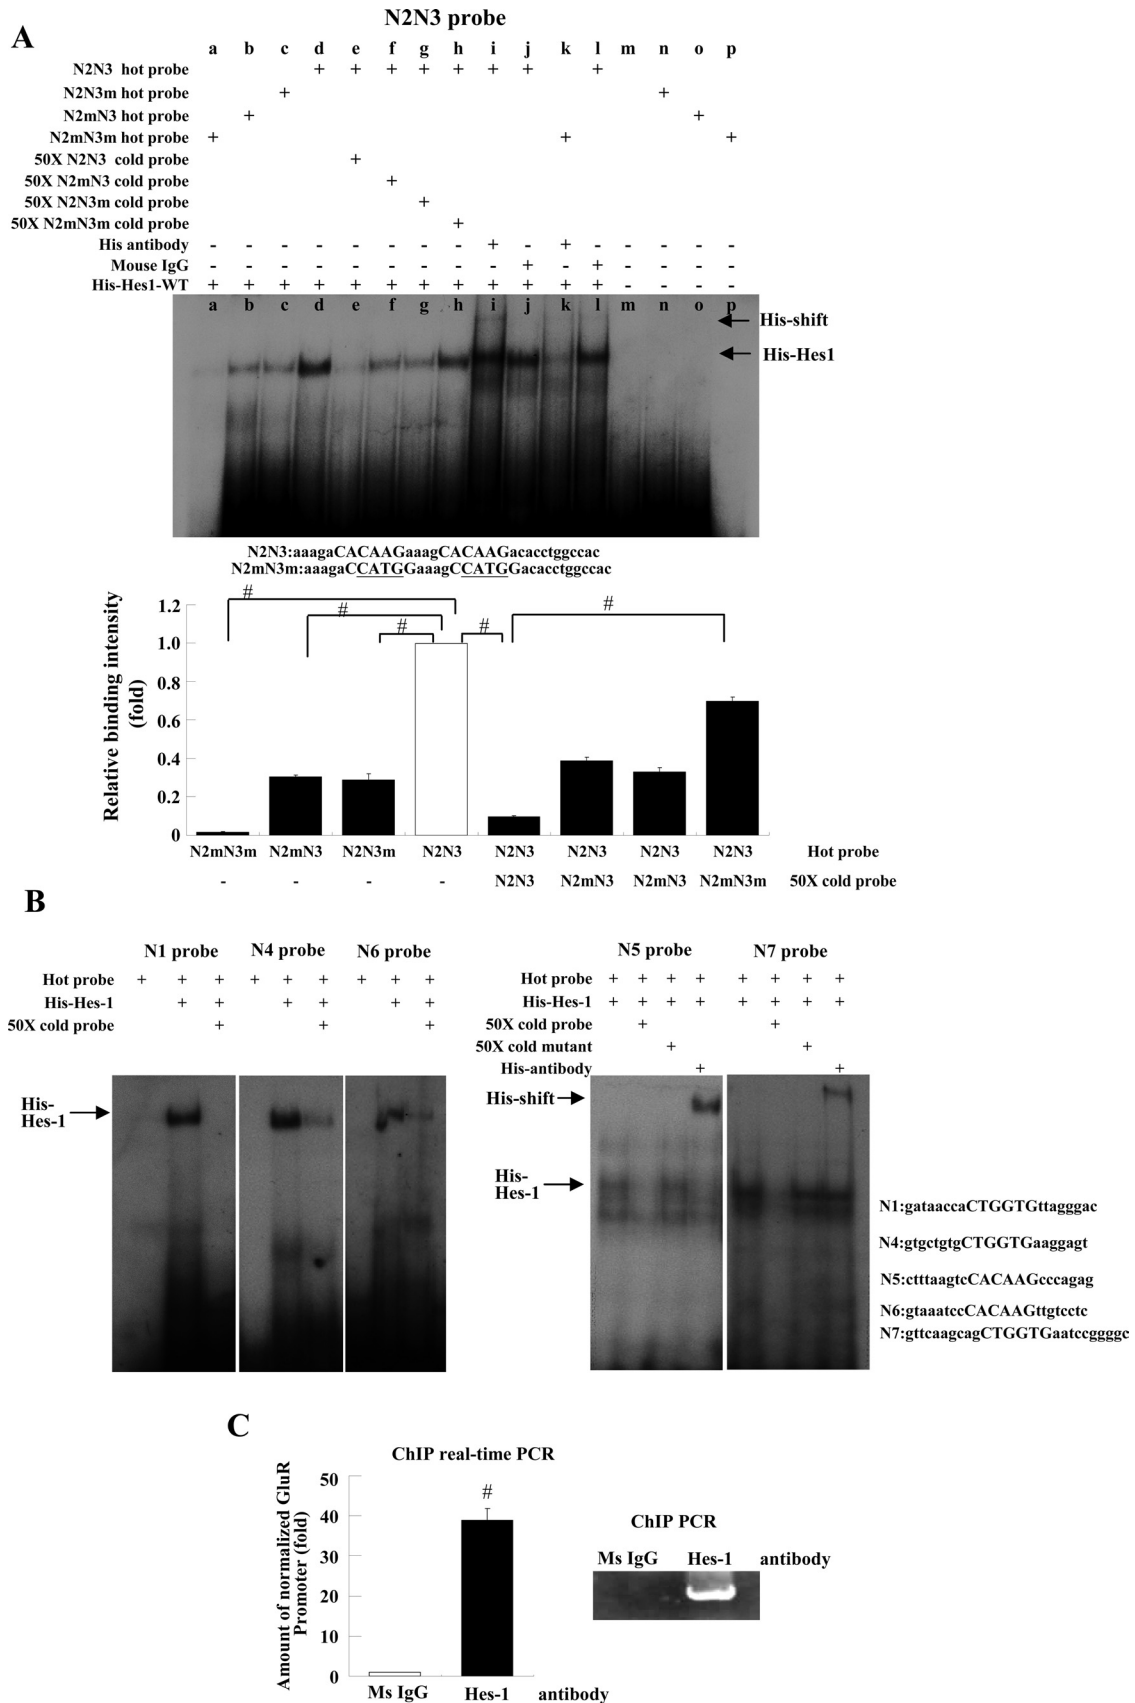 N2N3 probe
A
a b c d e f g h i j k l m n o p
N2N3 hot probe + + + + + + + +
N2N3m hot probe + +
N2mN3 hot probe + +
N2mN3m hot probe + + +
50X N2N3 cold probe +
50X N2mN3 cold probe +
50X N2N3m cold probe +
50X N2mN3m cold probe +
His antibody - - - - - - - - + - + - - - - -
Mouse IgG - - - - - - - - - + - + - - - -
His-Hes1-WT + + + + + + + + + + + + - - - -
a b c d e f g h i j k l m n o p
His-shift
His-Hes1
N2N3:aaagaCACAAGaaagCACAAGacacctggccac
N2mN3m:aaagaCCATGGaaagCCATGGacacctggccac
Relative binding intensity
(fold)
1.2
1.0
0.8
0.6
0.4
0.2
0
# # # # #
N2mN3m N2mN3 N2N3m N2N3 N2N3 N2N3 N2N3 N2N3 Hot probe
- - - - N2N3 N2mN3 N2mN3 N2mN3m 50X cold probe
B
N1 probe N4 probe N6 probe
Hot probe + + + + + + + + +
His-Hes-1 + + + + + +
50X cold probe + + +
His-
Hes-1
N5 probe N7 probe
Hot probe + + + + + + + +
His-Hes-1 + + + + + + + +
50X cold probe + +
50X cold mutant + +
His-antibody + +
His-shift
His-
Hes-1
N1:gataaccaCTGGTGttagggac
N4:gtgctgtgCTGGTGaaggagt
N5:ctttaagtcCACAAGcccagag
N6:gtaaatccCACAAGttgtcctc
N7:gttcaagcagCTGGTGaatccggggc
C
ChIP real-time PCR
Amount of normalized GluR
Promoter (fold)
50
40
30
20
10
0
#
Ms IgG Hes-1 antibody
ChIP PCR
Ms IgG Hes-1 antibody